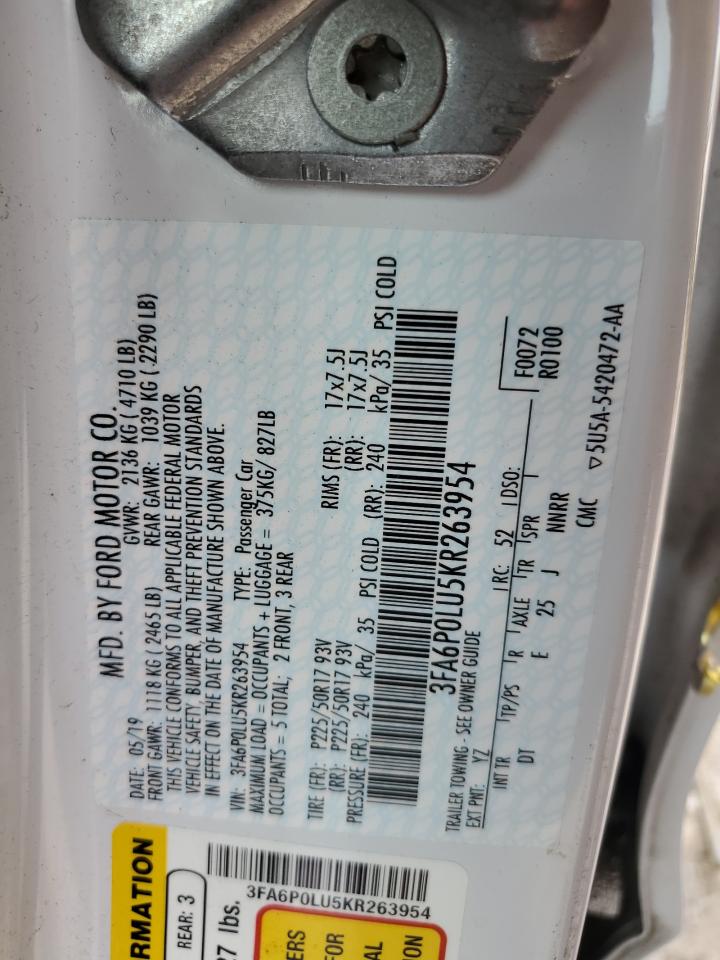 MFD. BY FORD MOTOR CO.
DATE: 05/19 GVWR: 2136 KG ( 4710 LB)
FRONT GAWR: 1118 KG ( 2465 LB) REAR GAWR: 1039 KG ( 2290 LB)
THIS VEHICLE CONFORMS TO ALL APPLICABLE FEDERAL MOTOR
VEHICLE SAFETY, BUMPER, AND THEFT PREVENTION STANDARDS
IN EFFECT ON THE DATE OF MANUFACTURE SHOWN ABOVE.
VIN: 3FA6P0LU5KR263954 TYPE: Passenger Car
MAXIMUM LOAD = OCCUPANTS + LUGGAGE = 375KG/ 827LB
OCCUPANTS = 5 TOTAL; 2 FRONT, 3 REAR
TIRE (FR): P225/50R17 93V RIMS (FR): 17x7.5J
(RR): P225/50R17 93V (RR): 17x7.5J
PRESSURE (FR): 240 kPa/ 35 PSI COLD (RR): 240 kPa/ 35 PSI COLD
3FA6P0LU5KR263954
TRAILER TOWING - SEE OWNER GUIDE
EXT PNT: YZ RC: 52 DSO: F0072
INT TR TP/PS R AXLE TR SPR R0100
DT E 25 J NNRR
CMC ▽5U5A-5420472-AA
RMATION
REAR: 3
27 lbs.
3FA6P0LU5KR263954
ERS
FOR
AL
ION